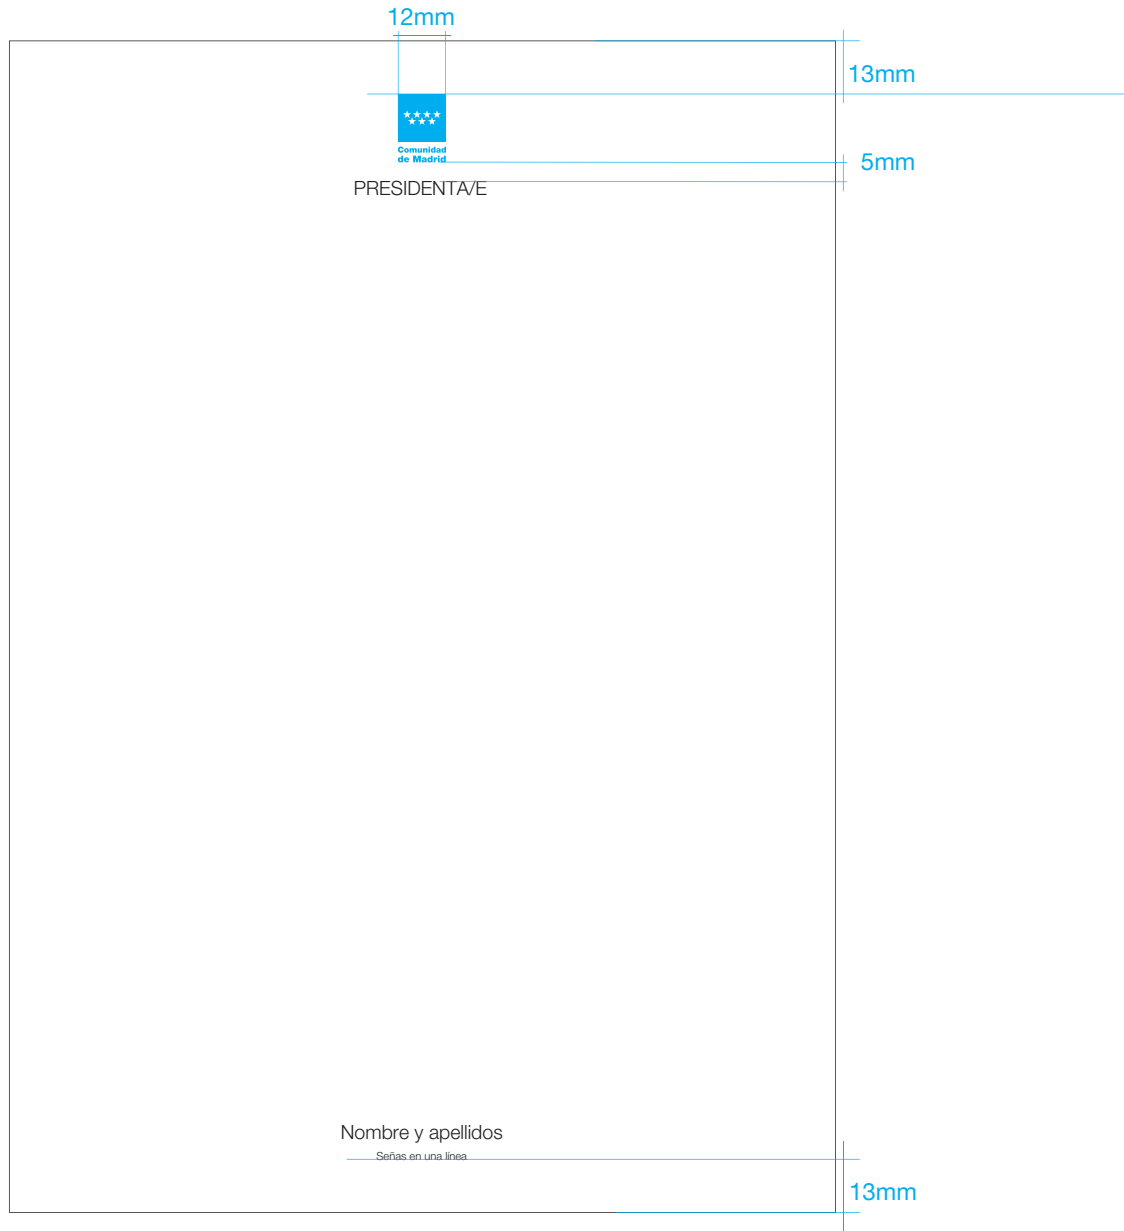 12mm
13mm
Comunidad
de Madrid
5mm
PRESIDENTA/E
Nombre y apellidos
Señas en una línea
13mm